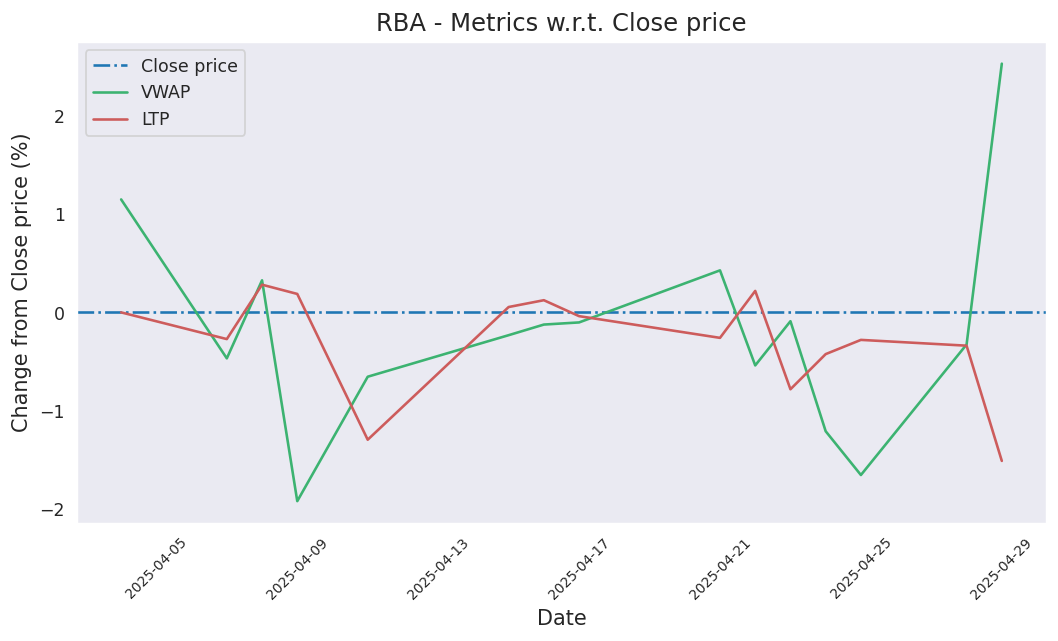 RBA - Metrics w.r.t. Close price
Close price
VWAP
LTP
Change from Close price (%)
2
1
0
−1
−2
2025-04-05
2025-04-09
2025-04-13
2025-04-17
2025-04-21
2025-04-25
2025-04-29
Date